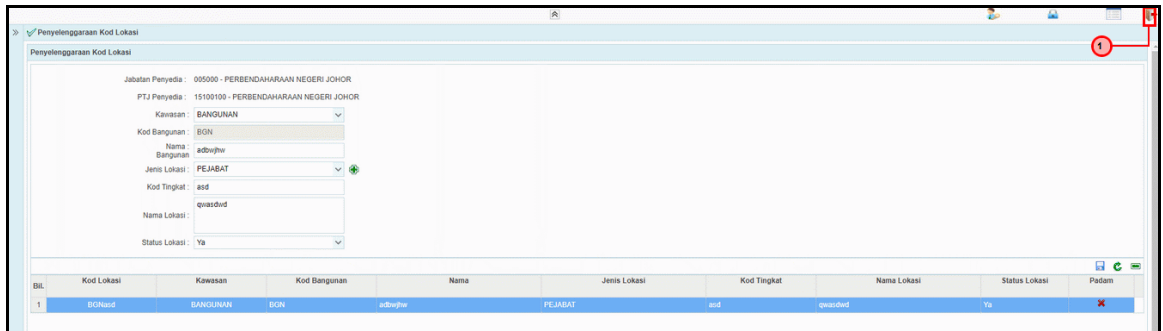 Penyelenggaraan Kod Lokasi
1
Penyelenggaraan Kod Lokasi
Jabatan Penyedia : 005000 - PERBENDAHARAAN NEGERI JOHOR
PTJ Penyedia : 15100100 - PERBENDAHARAAN NEGERI JOHOR
Kawasan : BANGUNAN
Kod Bangunan : BGN
Nama Bangunan : adbwjhw
Jenis Lokasi : PEJABAT
Kod Tingkat : asd
Nama Lokasi : qwasdwd
Status Lokasi : Ya
Bil. Kod Lokasi Kawasan Kod Bangunan Nama Jenis Lokasi Kod Tingkat Nama Lokasi Status Lokasi Padam
1 BGNasd BANGUNAN BGN adbwjhw PEJABAT asd qwasdwd Ya